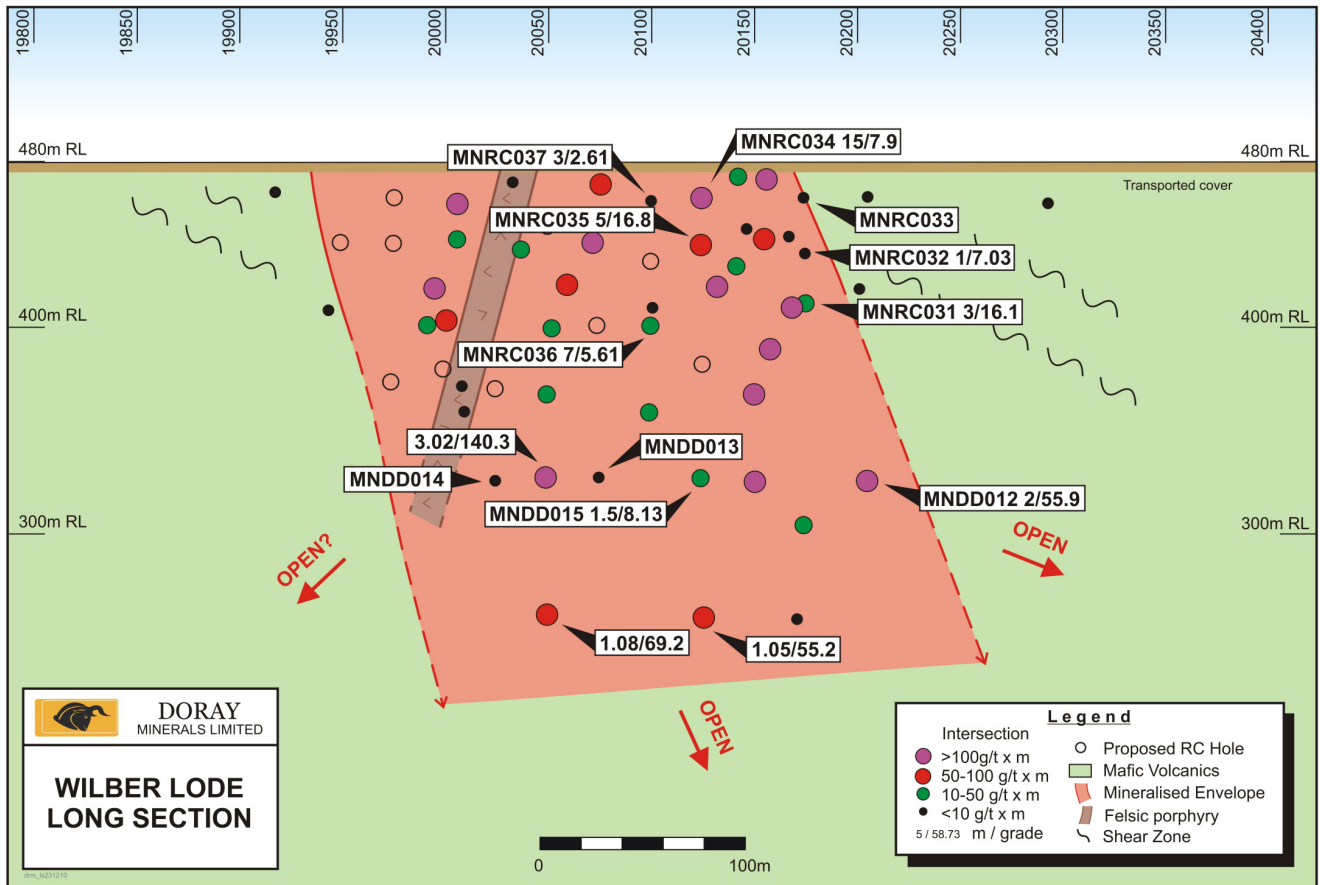 19800
19850
19900
19950
20000
20050
20100
20150
20200
20250
20300
20350
20400
480m RL
480m RL
MNRC037 3/2.61
MNRC034 15/7.9
Transported cover
MNRC035 5/16.8
MNRC033
MNRC032 1/7.03
MNRC031 3/16.1
400m RL
400m RL
MNRC036 7/5.61
3.02/140.3
MNDD013
MNDD014
MNDD015 1.5/8.13
MNDD012 2/55.9
300m RL
300m RL
OPEN?
OPEN
1.08/69.2
1.05/55.2
OPEN
DORAY
MINERALS LIMITED
WILBER LODE
LONG SECTION
drm_ls231210
0
100m
Legend
Intersection
>100g/t x m
50-100 g/t x m
10-50 g/t x m
<10 g/t x m
5 / 58.73 m / grade
Proposed RC Hole
Mafic Volcanics
Mineralised Envelope
Felsic porphyry
Shear Zone